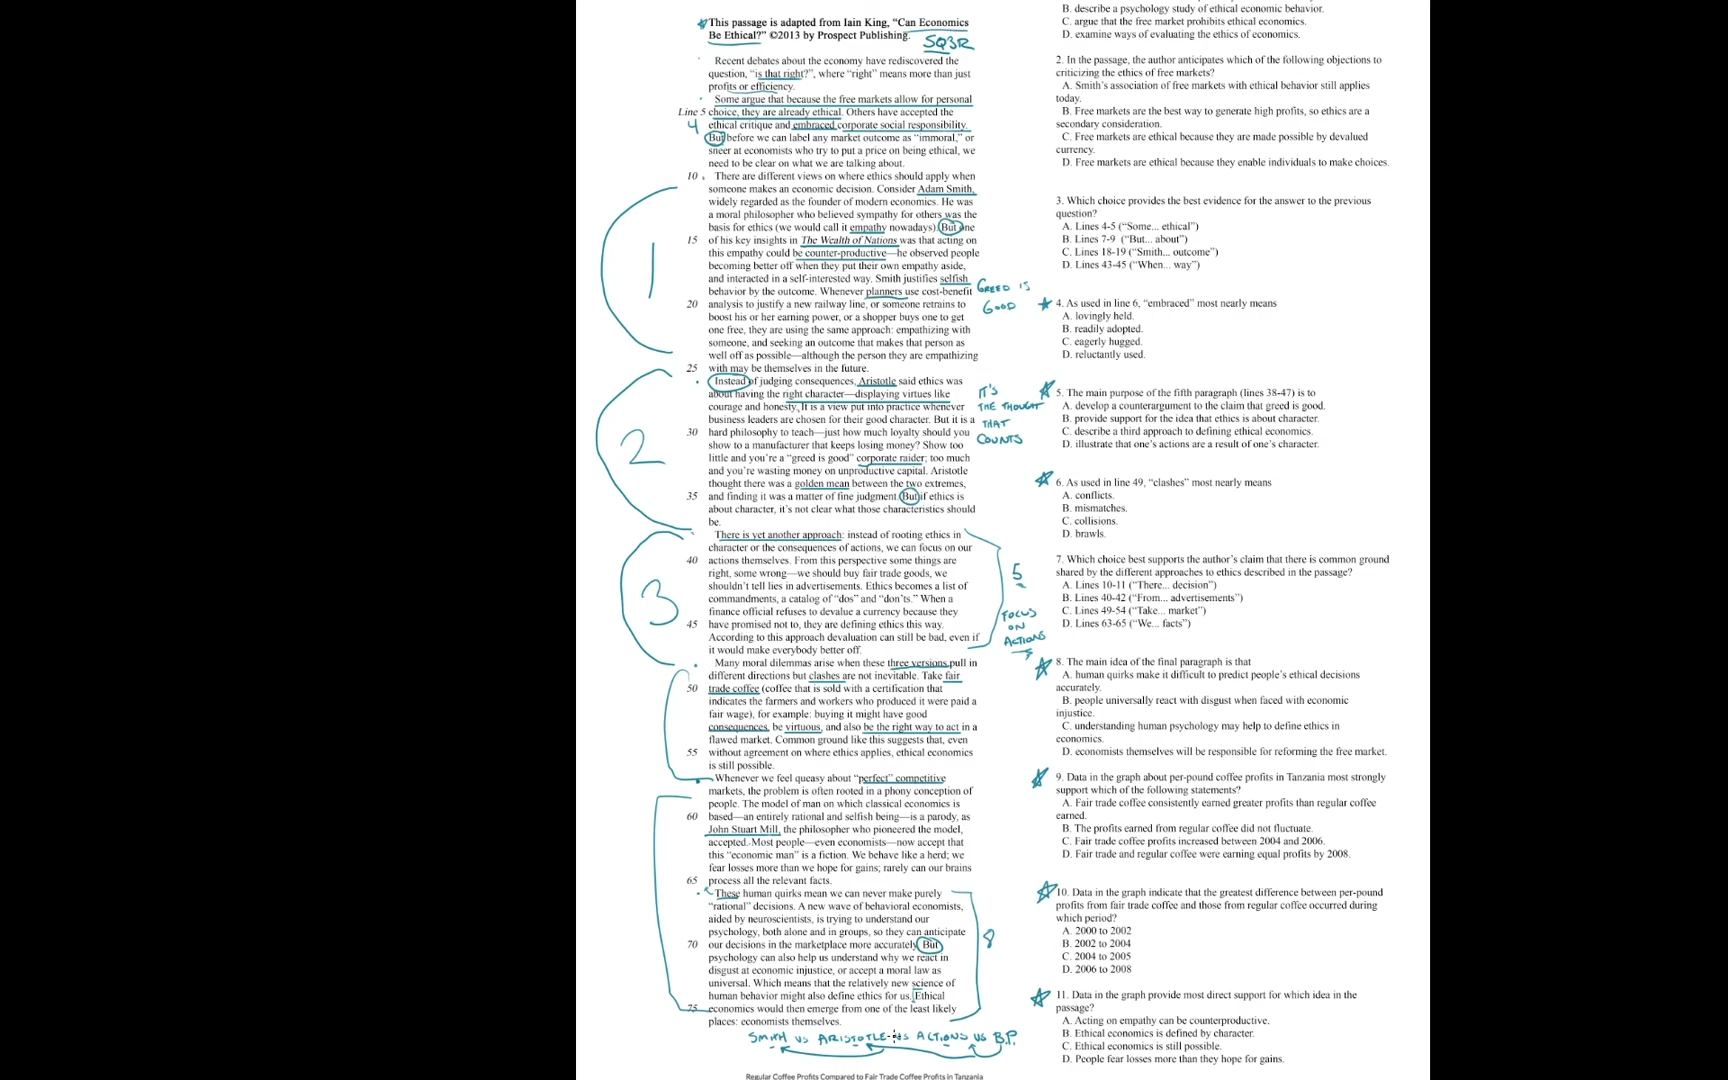 This passage is adapted from Iain King, “Can Economics
Be Ethical?” ©2013 by Prospect Publishing.
SQ3R
Recent debates about the economy have rediscovered the
question, “is that right?”, where “right” means more than just
profits or efficiency.
Some argue that because the free markets allow for personal
Line 5 choice, they are already ethical. Others have accepted the
4 ethical critique and embraced corporate social responsibility.
But before we can label any market outcome as “immoral,” or
sneer at economists who try to put a price on being ethical, we
need to be clear on what we are talking about.
10 There are different views on where ethics should apply when
someone makes an economic decision. Consider Adam Smith,
widely regarded as the founder of modern economics. He was
a moral philosopher who believed sympathy for others was the
basis for ethics (we would call it empathy nowadays). But one
15 of his key insights in The Wealth of Nations was that acting on
this empathy could be counter-productive—he observed people
becoming better off when they put their own empathy aside,
and interacted in a self-interested way. Smith justifies selfish
behavior by the outcome. Whenever planners use cost-benefit
20 analysis to justify a new railway line, or someone retrains to
boost his or her earning power, or a shopper buys one to get
one free, they are using the same approach: empathizing with
someone, and seeking an outcome that makes that person as
well off as possible—although the person they are empathizing
25 with may be themselves in the future.
1
GREED IS
GOOD
Instead of judging consequences, Aristotle said ethics was
about having the right character—displaying virtues like
courage and honesty. It is a view put into practice whenever
business leaders are chosen for their good character. But it is a
30 hard philosophy to teach—just how much loyalty should you
show to a manufacturer that keeps losing money? Show too
little and you’re a “greed is good” corporate raider; too much
and you’re wasting money on unproductive capital. Aristotle
thought there was a golden mean between the two extremes,
35 and finding it was a matter of fine judgment. But if ethics is
about character, it’s not clear what those characteristics should
be.
2
IT'S
THE THOUGHT
THAT
COUNTS
There is yet another approach: instead of rooting ethics in
character or the consequences of actions, we can focus on our
40 actions themselves. From this perspective some things are
right, some wrong—we should buy fair trade goods, we
shouldn’t tell lies in advertisements. Ethics becomes a list of
commandments, a catalog of “dos” and “don’ts.” When a
finance official refuses to devalue a currency because they
45 have promised not to, they are defining ethics this way.
According to this approach devaluation can still be bad, even if
it would make everybody better off.
3
5
FOCUS
ON
ACTIONS
Many moral dilemmas arise when these three versions pull in
different directions but clashes are not inevitable. Take fair
50 trade coffee (coffee that is sold with a certification that
indicates the farmers and workers who produced it were paid a
fair wage), for example: buying it might have good
consequences, be virtuous, and also be the right way to act in a
flawed market. Common ground like this suggests that, even
55 without agreement on where ethics applies, ethical economics
is still possible.
Whenever we feel queasy about “perfect” competitive
markets, the problem is often rooted in a phony conception of
people. The model of man on which classical economics is
60 based—an entirely rational and selfish being—is a parody, as
John Stuart Mill, the philosopher who pioneered the model,
accepted. Most people—even economists—now accept that
this “economic man” is a fiction. We behave like a herd; we
fear losses more than we hope for gains; rarely can our brains
65 process all the relevant facts.
These human quirks mean we can never make purely
“rational” decisions. A new wave of behavioral economists,
aided by neuroscientists, is trying to understand our
psychology, both alone and in groups, so they can anticipate
70 our decisions in the marketplace more accurately. But
psychology can also help us understand why we react in
disgust at economic injustice, or accept a moral law as
universal. Which means that the relatively new science of
human behavior might also define ethics for us. Ethical
75 economics would then emerge from one of the least likely
places: economists themselves.
8
SMITH VS ARISTOTLE VS ACTIONS VS B.P.
Regular Coffee Profits Compared to Fair Trade Coffee Profits in Tanzania
B. describe a psychology study of ethical economic behavior.
C. argue that the free market prohibits ethical economics.
D. examine ways of evaluating the ethics of economics.
2. In the passage, the author anticipates which of the following objections to
criticizing the ethics of free markets?
A. Smith’s association of free markets with ethical behavior still applies
today.
B. Free markets are the best way to generate high profits, so ethics are a
secondary consideration.
C. Free markets are ethical because they are made possible by devalued
currency.
D. Free markets are ethical because they enable individuals to make choices.
3. Which choice provides the best evidence for the answer to the previous
question?
A. Lines 4-5 (“Some... ethical”)
B. Lines 7-9 (“But... about”)
C. Lines 18-19 (“Smith... outcome”)
D. Lines 43-45 (“When... way”)
4. As used in line 6, “embraced” most nearly means
A. lovingly held.
B. readily adopted.
C. eagerly hugged.
D. reluctantly used.
5. The main purpose of the fifth paragraph (lines 38-47) is to
A. develop a counterargument to the claim that greed is good.
B. provide support for the idea that ethics is about character.
C. describe a third approach to defining ethical economics.
D. illustrate that one’s actions are a result of one’s character.
6. As used in line 49, “clashes” most nearly means
A. conflicts.
B. mismatches.
C. collisions.
D. brawls.
7. Which choice best supports the author’s claim that there is common ground
shared by the different approaches to ethics described in the passage?
A. Lines 10-11 (“There... decision”)
B. Lines 40-42 (“From... advertisements”)
C. Lines 49-54 (“Take... market”)
D. Lines 63-65 (“We... facts”)
8. The main idea of the final paragraph is that
A. human quirks make it difficult to predict people’s ethical decisions
accurately.
B. people universally react with disgust when faced with economic
injustice.
C. understanding human psychology may help to define ethics in
economics.
D. economists themselves will be responsible for reforming the free market.
9. Data in the graph about per-pound coffee profits in Tanzania most strongly
support which of the following statements?
A. Fair trade coffee consistently earned greater profits than regular coffee
earned.
B. The profits earned from regular coffee did not fluctuate.
C. Fair trade coffee profits increased between 2004 and 2006.
D. Fair trade and regular coffee were earning equal profits by 2008.
10. Data in the graph indicate that the greatest difference between per-pound
profits from fair trade coffee and those from regular coffee occurred during
which period?
A. 2000 to 2002
B. 2002 to 2004
C. 2004 to 2005
D. 2006 to 2008
11. Data in the graph provide most direct support for which idea in the
passage?
A. Acting on empathy can be counterproductive.
B. Ethical economics is defined by character.
C. Ethical economics is still possible.
D. People fear losses more than they hope for gains.